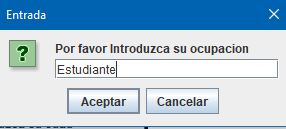 Entrada
Por favor Introduzca su ocupacion
Estudiante
Aceptar
Cancelar